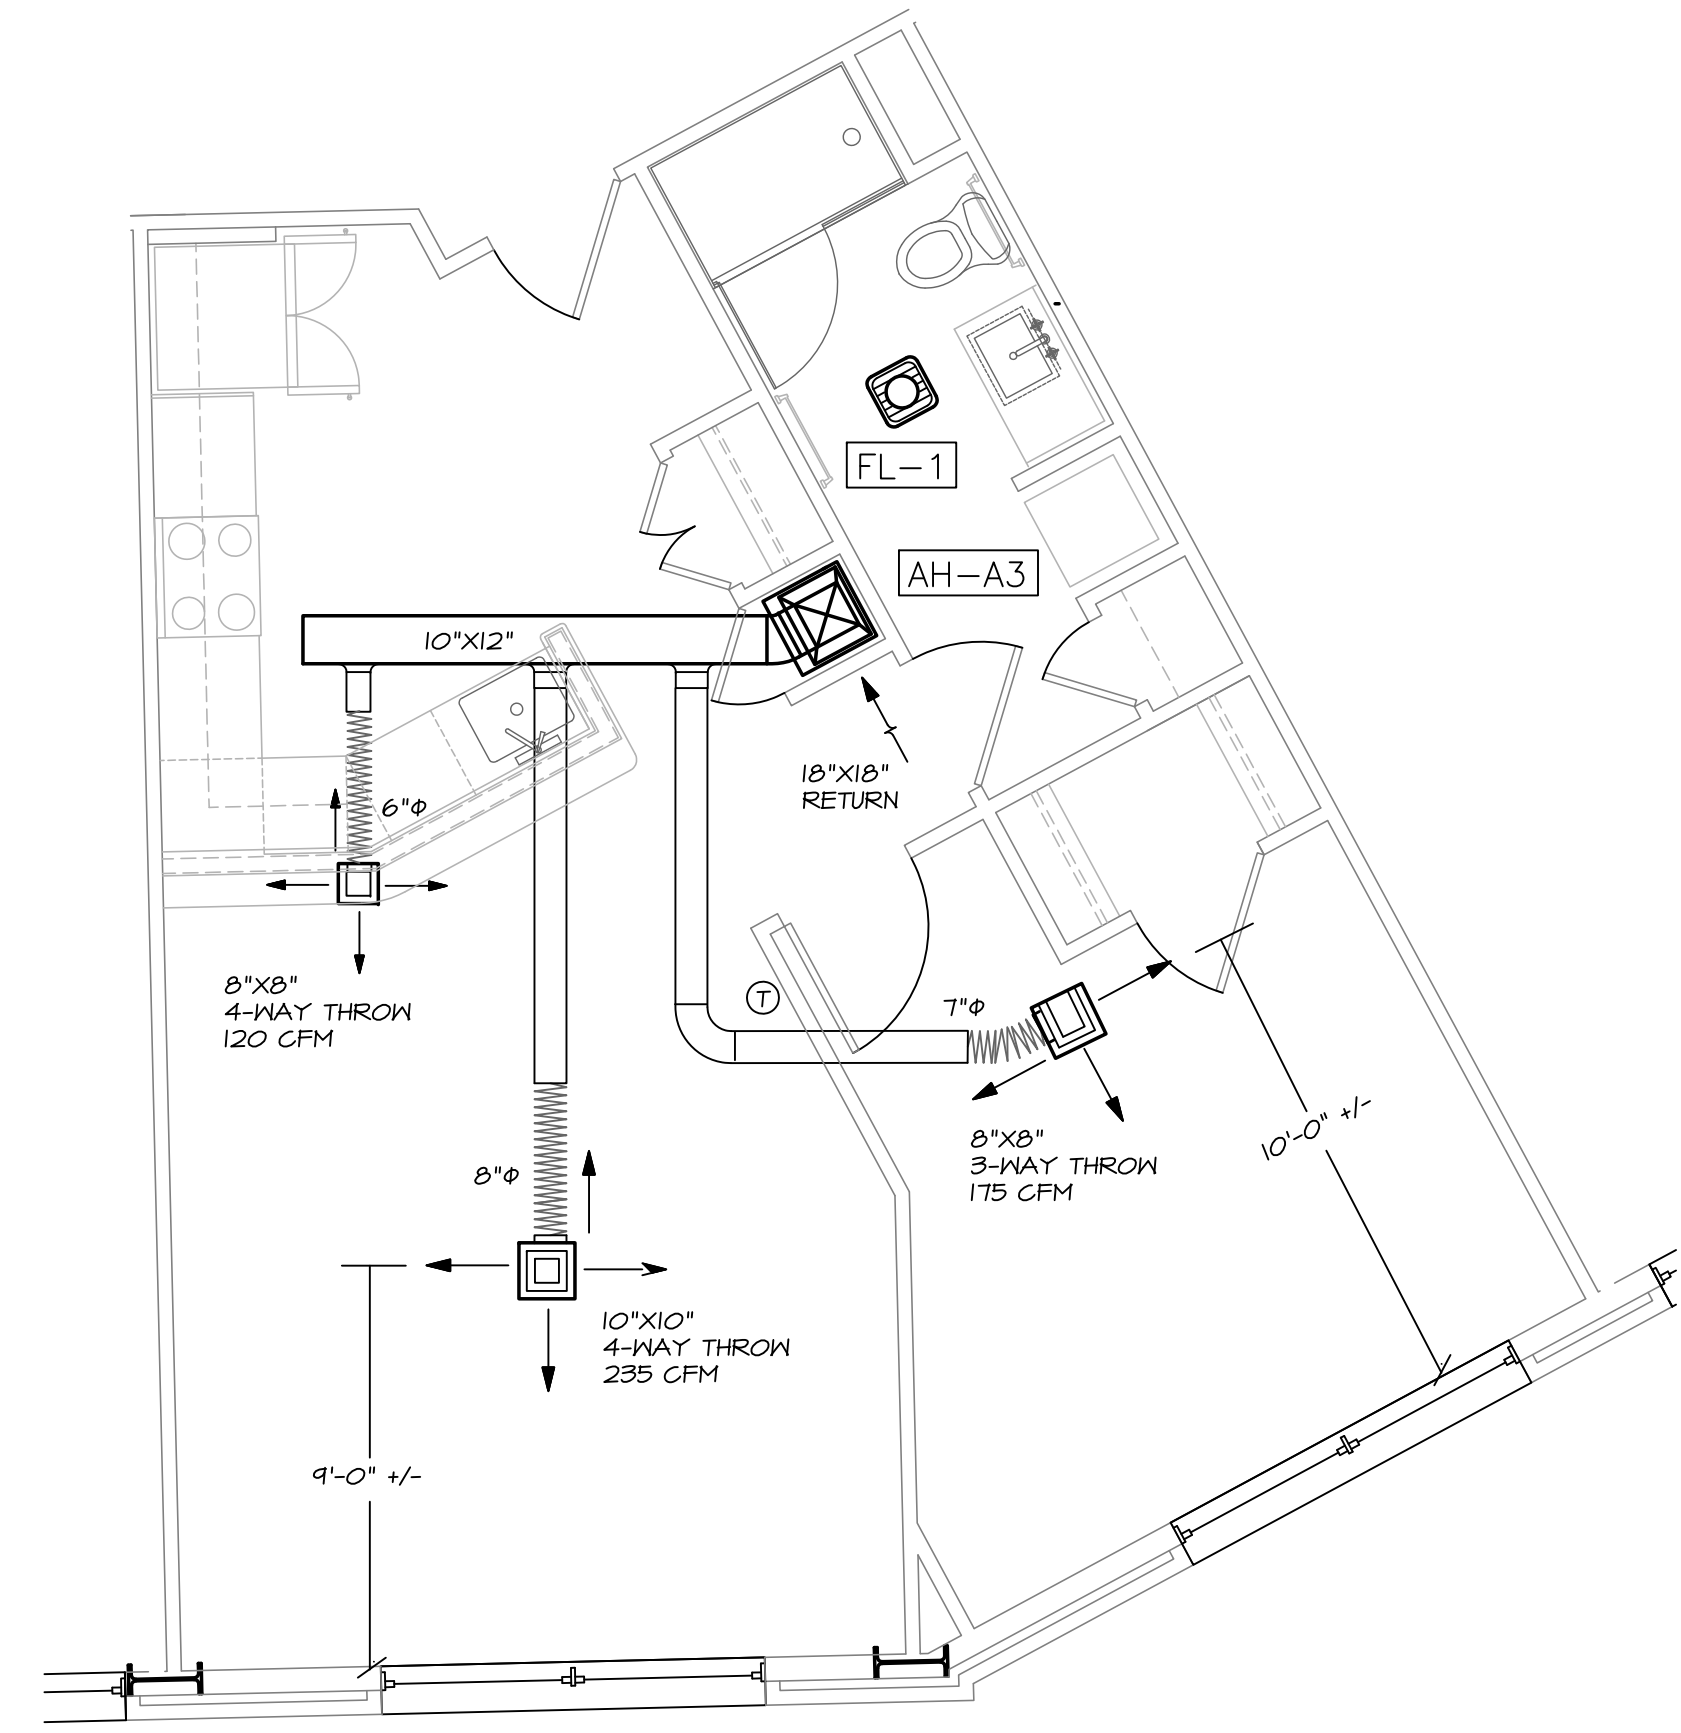 FL-1
AH-A3
10"X12"
18"X18"
RETURN
6"Φ
8"X8"
4-WAY THROW
120 CFM
T
7"Φ
8"X8"
3-WAY THROW
175 CFM
10'-0" +/-
8"Φ
10"X10"
4-WAY THROW
235 CFM
9'-0" +/-